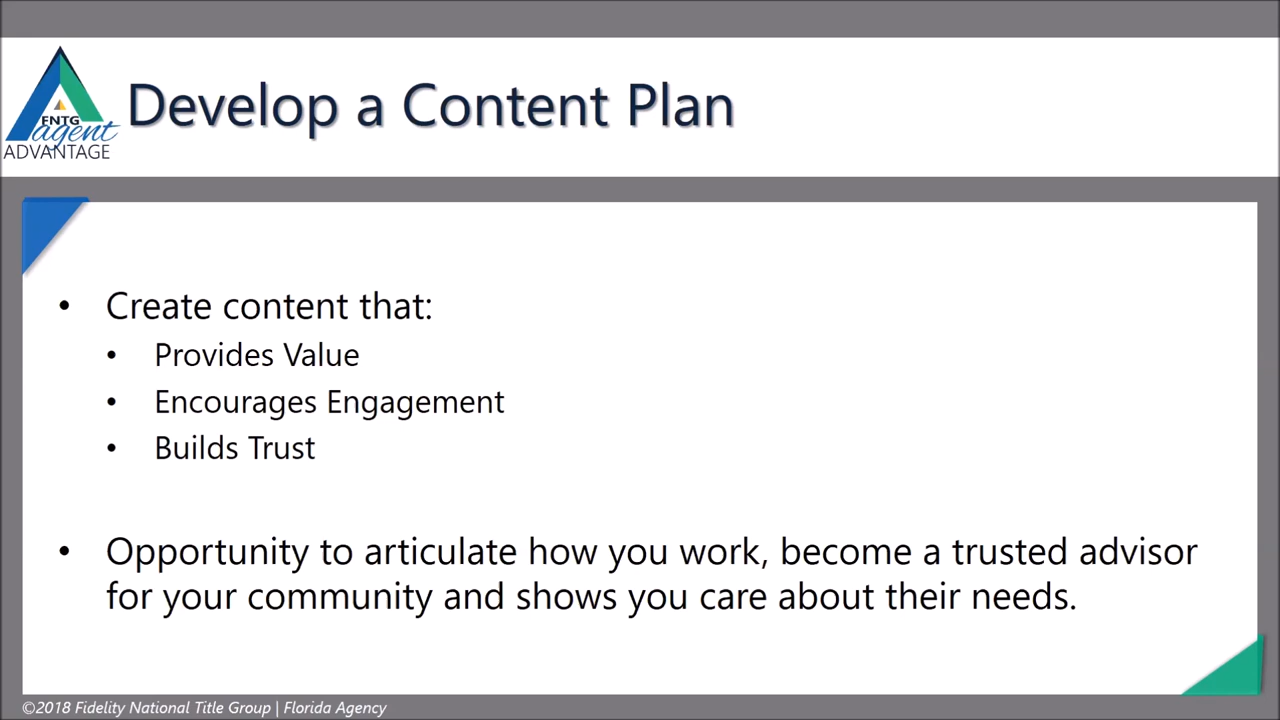 Develop a Content Plan
FNTG
agent
ADVANTAGE
• Create content that:
• Provides Value
• Encourages Engagement
• Builds Trust
• Opportunity to articulate how you work, become a trusted advisor
for your community and shows you care about their needs.
©2018 Fidelity National Title Group | Florida Agency